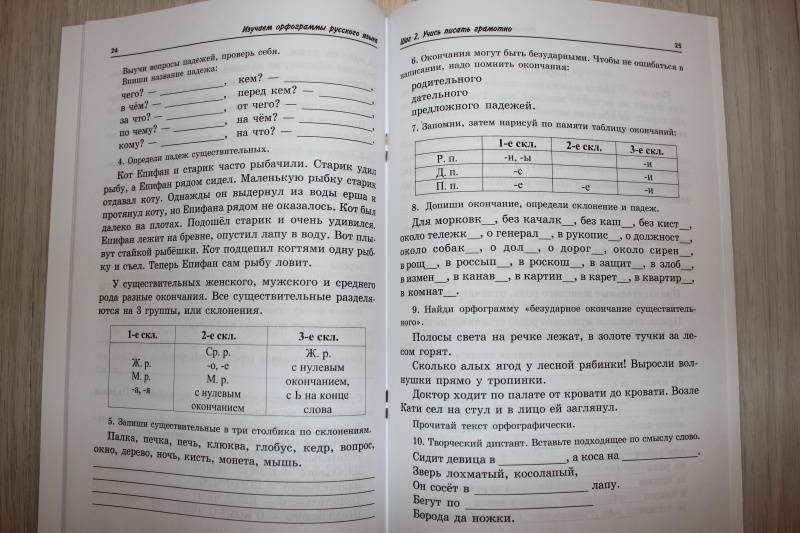 24
Изучаем орфограммы русского языка
Выучи вопросы падежей, проверь себя.
Впиши название падежа:
чего? — ________, кем? — ________,
в чём? — ________, перед кем? — ________,
за что? — ________, от чего? — ________,
по чему? — ________, на чём? — ________,
кому? — ________, на что? — ________.
4. Определи падеж существительных.
Кот Епифан и старик часто рыбачили. Старик удил
рыбу, а Епифан рядом сидел. Маленькую рыбку старик
отдавал коту. Однажды он выдернул из воды ерша и
протянул коту, но Епифана рядом не оказалось. Кот был
далеко на плотах. Подошёл старик и очень удивился.
Епифан лежит на бревне, опустил лапу в воду. Вот плы-
вут стайкой рыбёшки. Кот подцепил когтями одну рыб-
ку и съел. Теперь Епифан сам рыбу ловит.
У существительных женского, мужского и среднего
рода разные окончания. Все существительные разделя-
ются на 3 группы, или склонения.
1-е скл. 2-е скл. 3-е скл.
Ж. р.
М. р.
-а, -я
Ср. р.
-о, -е
М. р.
с нулевым
окончанием
Ж. р.
с нулевым
окончанием,
с Ь на конце
слова
5. Запиши существительные в три столбика по склонениям.
Палка, печка, печь, клюква, глобус, кедр, вопрос,
окно, дерево, ночь, кисть, монета, мышь.
Шаг 2. Учись писать грамотно
25
6. Окончания могут быть безударными. Чтобы не ошибаться в
написании, надо помнить окончания:
родительного
дательного
предложного падежей.
7. Запомни, затем нарисуй по памяти таблицу окончаний:
1-е скл. 2-е скл. 3-е скл.
Р. п. -и, -ы -и
Д. п. -е -и
П. п. -е -е -и
8. Допиши окончание, определи склонение и падеж.
Для морковк__, без качалк__, без каш__, без кист__,
около тележк__, о генерал__, в рукопис__, о должност__,
около собак__, о дол__, о дорог__, около сирен__,
в рощ__, в россып__, в роскош__, в защит__, в злоб__,
в измен__, в канав__, в картин__, в карет__, в квартир__,
в комнат__.
9. Найди орфограмму «безударное окончание существитель-
ного».
Полосы света на речке лежат, в золоте тучки за ле-
сом горят.
Сколько алых ягод у лесной рябинки! Выросли вол-
нушки прямо у тропинки.
Доктор ходит по палате от кровати до кровати. Возле
Кати сел на стул и в лицо ей заглянул.
Прочитай текст орфографически.
10. Творческий диктант. Вставьте подходящее по смыслу слово.
Сидит девица в ________, а коса на ________.
Зверь лохматый, косолапый,
Он сосёт в ________ лапу.
Бегут по ________
Борода да ножки.